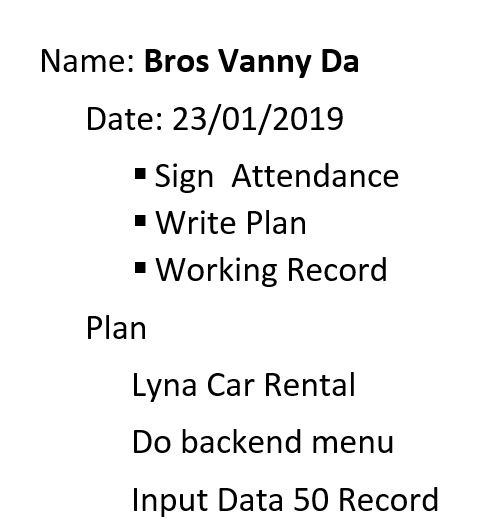 Name: Bros Vanny Da
Date: 23/01/2019
▪ Sign  Attendance
▪ Write Plan
▪ Working Record
Plan
Lyna Car Rental
Do backend menu
Input Data 50 Record